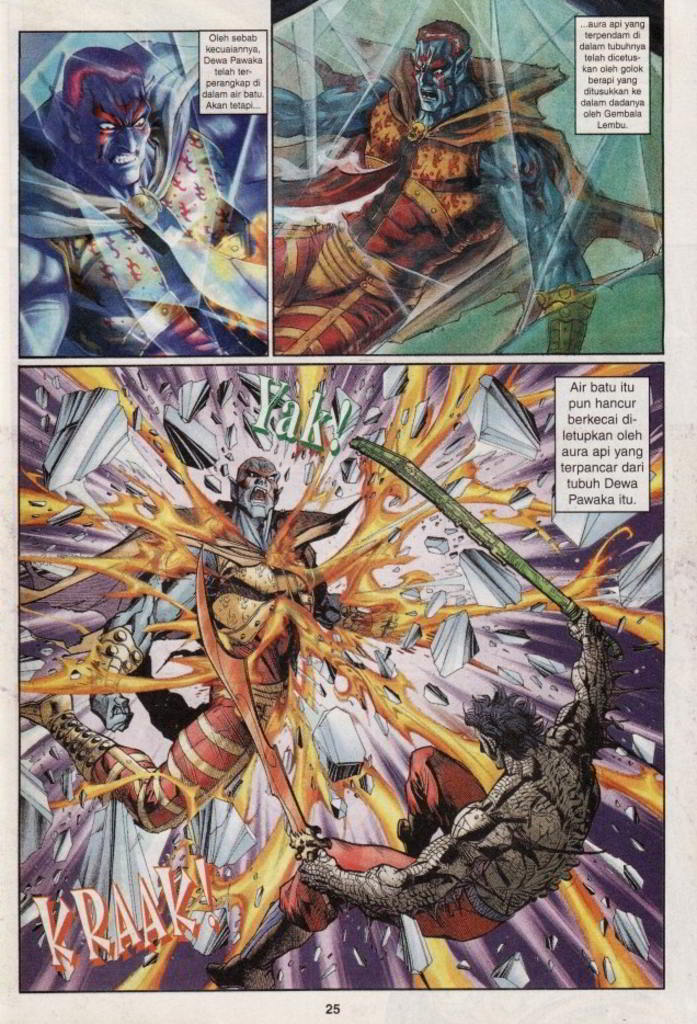 Oleh sebab
kecuaiannya,
Dewa Pawaka
telah ter-
perangkap di
dalam air batu.
Akan tetapi...
...aura api yang
terpendam di
dalam tubuhnya
telah dicetus-
kan oleh golok
berapi yang
ditusukkan ke
dalam dadanya
oleh Gembala
Lembu.
Yak!
Air batu itu
pun hancur
berkecai di-
letupkan oleh
aura api yang
terpancar dari
tubuh Dewa
Pawaka itu.
KRAAK!
25